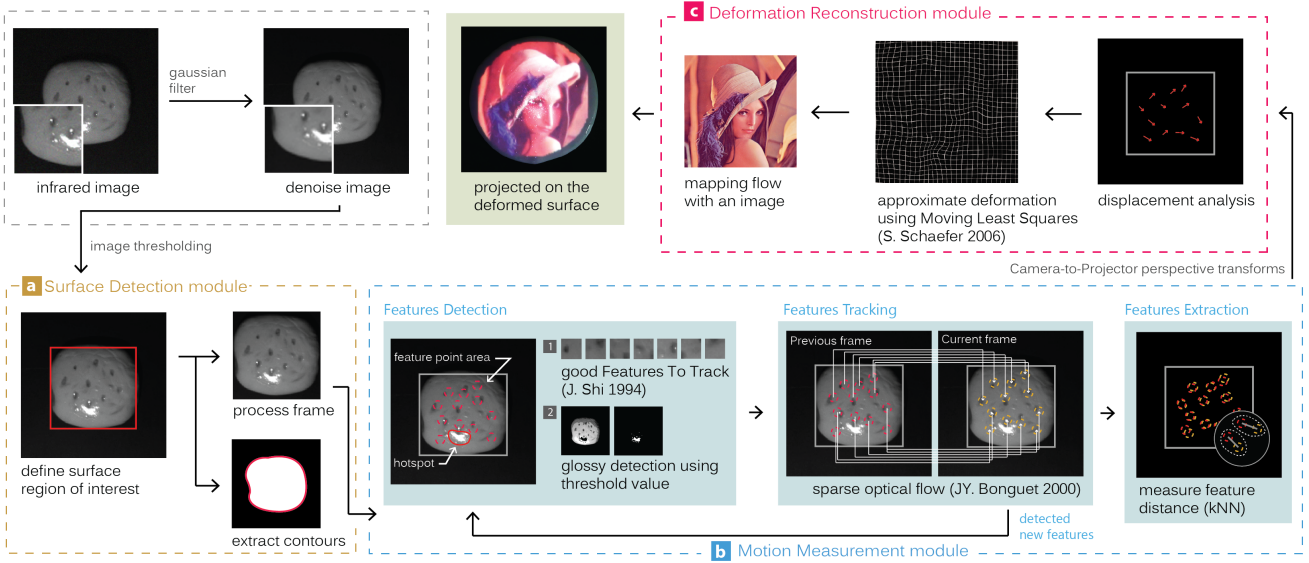 gaussian
filter
infrared image
denoise image
image thresholding
projected on the
deformed surface
c Deformation Reconstruction module
mapping flow
with an image
approximate deformation
using Moving Least Squares
(S. Schaefer 2006)
displacement analysis
Camera-to-Projector perspective transforms
a Surface Detection module
define surface
region of interest
process frame
extract contours
Features Detection
feature point area
hotspot
1
good Features To Track
(J. Shi 1994)
2
glossy detection using
threshold value
Features Tracking
Previous frame
Current frame
sparse optical flow (JY. Bonguet 2000)
detected
new features
Features Extraction
measure feature
distance (kNN)
b Motion Measurement module